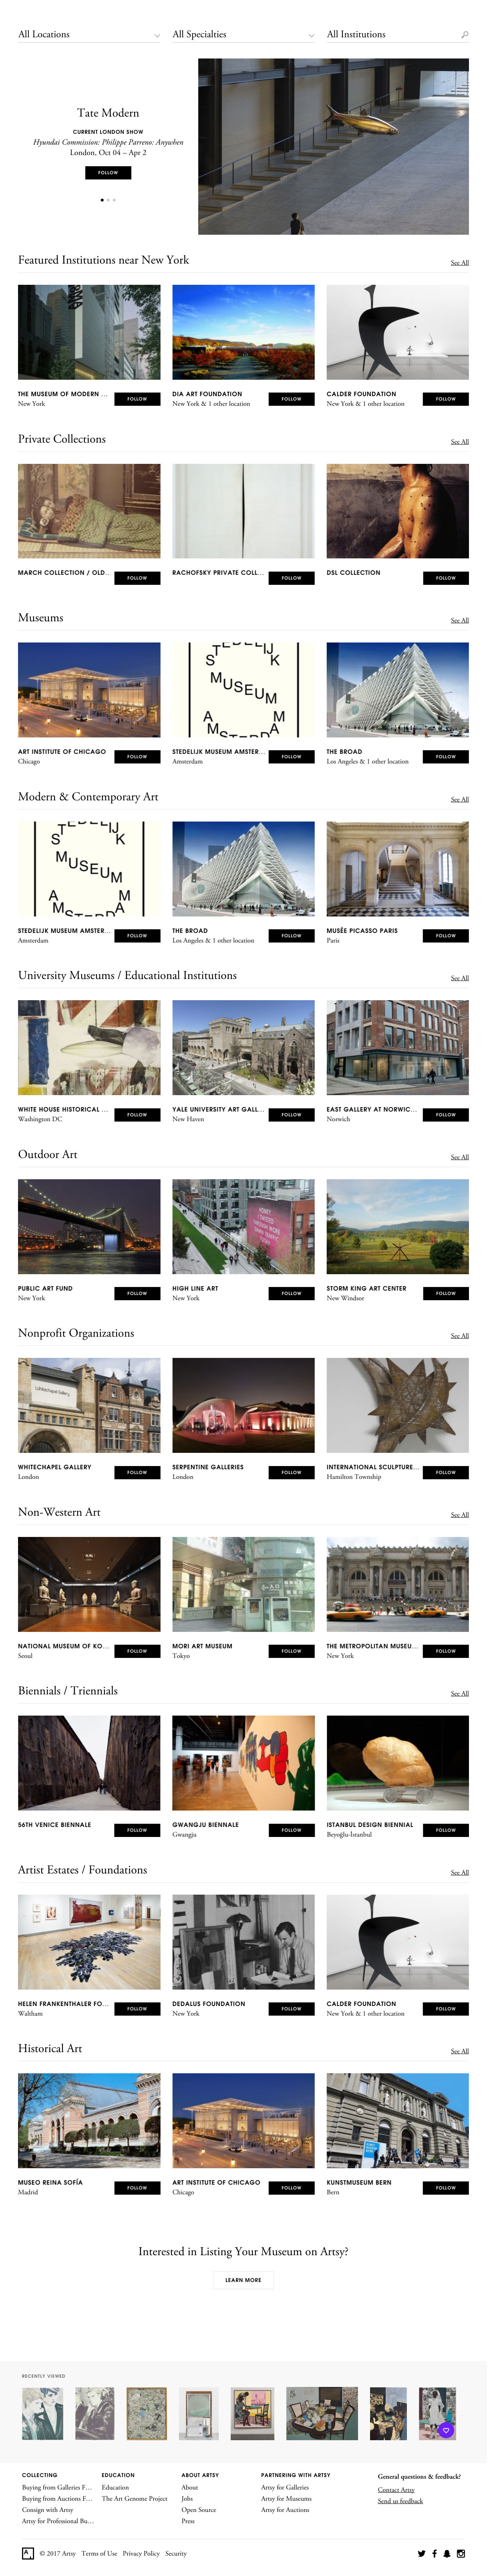 All Locations
All Specialties
All Institutions
Tate Modern
CURRENT LONDON SHOW
Hyundai Commission: Philippe Parreno: Anywhen
London, Oct 04 – Apr 2
FOLLOW
Featured Institutions near New York
See All
THE MUSEUM OF MODERN ...
New York
FOLLOW
DIA ART FOUNDATION
New York & 1 other location
FOLLOW
CALDER FOUNDATION
New York & 1 other location
FOLLOW
Private Collections
See All
MARCH COLLECTION / OLD...
FOLLOW
RACHOFSKY PRIVATE COLL...
FOLLOW
DSL COLLECTION
FOLLOW
Museums
See All
STEDELIJK
MUSEUM
AMSTERDAM
ART INSTITUTE OF CHICAGO
Chicago
FOLLOW
STEDELIJK MUSEUM AMSTER...
Amsterdam
FOLLOW
THE BROAD
Los Angeles & 1 other location
FOLLOW
Modern & Contemporary Art
See All
STEDELIJK
MUSEUM
AMSTERDAM
STEDELIJK MUSEUM AMSTER...
Amsterdam
FOLLOW
THE BROAD
Los Angeles & 1 other location
FOLLOW
MUSÉE PICASSO PARIS
Paris
FOLLOW
University Museums / Educational Institutions
See All
WHITE HOUSE HISTORICAL ...
Washington DC
FOLLOW
YALE UNIVERSITY ART GALL...
New Haven
FOLLOW
EAST GALLERY AT NORWIC...
Norwich
FOLLOW
Outdoor Art
See All
PUBLIC ART FUND
New York
FOLLOW
HIGH LINE ART
New York
FOLLOW
STORM KING ART CENTER
New Windsor
FOLLOW
Nonprofit Organizations
See All
Whitechapel Gallery
WHITECHAPEL GALLERY
London
FOLLOW
SERPENTINE GALLERIES
London
FOLLOW
INTERNATIONAL SCULPTURE...
Hamilton Township
FOLLOW
Non-Western Art
See All
NATIONAL MUSEUM OF KO...
Seoul
FOLLOW
MORI ART MUSEUM
Tokyo
FOLLOW
THE METROPOLITAN MUSEU...
New York
FOLLOW
Biennials / Triennials
See All
56TH VENICE BIENNALE
FOLLOW
GWANGJU BIENNALE
Gwangju
FOLLOW
ISTANBUL DESIGN BIENNIAL
Beyoğlu-İstanbul
FOLLOW
Artist Estates / Foundations
See All
HELEN FRANKENTHALER FO...
Waltham
FOLLOW
DEDALUS FOUNDATION
New York
FOLLOW
CALDER FOUNDATION
New York & 1 other location
FOLLOW
Historical Art
See All
MUSEO REINA SOFÍA
Madrid
FOLLOW
ART INSTITUTE OF CHICAGO
Chicago
FOLLOW
KUNSTMUSEUM BERN
Bern
FOLLOW
Interested in Listing Your Museum on Artsy?
LEARN MORE
RECENTLY VIEWED
COLLECTING
Buying from Galleries F...
Buying from Auctions F...
Consign with Artsy
Artsy for Professional Bu...
EDUCATION
Education
The Art Genome Project
ABOUT ARTSY
About
Jobs
Open Source
Press
PARTNERING WITH ARTSY
Artsy for Galleries
Artsy for Museums
Artsy for Auctions
General questions & feedback?
Contact Artsy
Send us feedback
© 2017 Artsy Terms of Use Privacy Policy Security